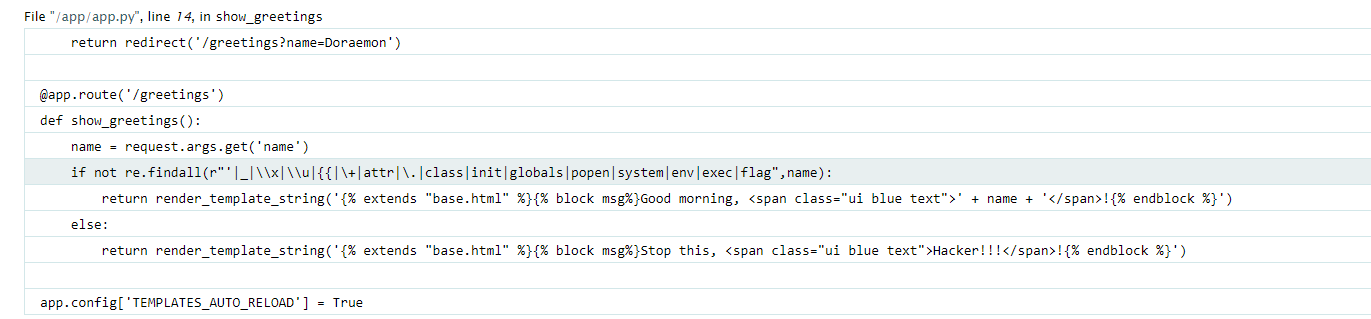 File "/app/app.py", line 14, in show_greetings
return redirect('/greetings?name=Doraemon')
@app.route('/greetings')
def show_greetings():
name = request.args.get('name')
if not re.findall(r"'|_|\\x|\\u|{{|\+|attr|\.|class|init|globals|popen|system|env|exec|flag",name):
return render_template_string('{% extends "base.html" %}{% block msg%}Good morning, <span class="ui blue text">' + name + '</span>!{% endblock %}')
else:
return render_template_string('{% extends "base.html" %}{% block msg%}Stop this, <span class="ui blue text">Hacker!!!</span>!{% endblock %}')
app.config['TEMPLATES_AUTO_RELOAD'] = True